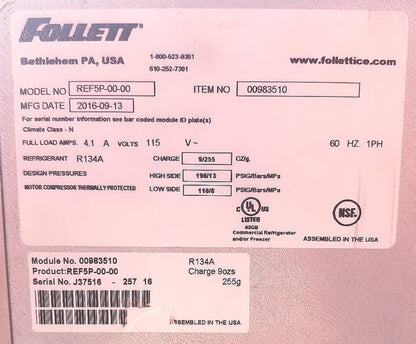 FOLLETT
Bethlehem PA, USA
1-800-523-9361
610-252-7301
www.follettice.com
MODEL NO REF5P-00-00 ITEM NO 00983510
MFG DATE 2016-09-13
For serial number information see bar coded module ID plate(s)
Climate Class - N
FULL LOAD AMPS. 4.1 A VOLTS 115 V~ 60 HZ. 1PH
REFRIGERANT R134A CHARGE 9/255 OZ/g.
DESIGN PRESSURES HIGH SIDE 196/13 PSIG/Bars/MPa
MOTOR COMPRESSOR THERMALLY PROTECTED LOW SIDE 116/8 PSIG/Bars/MPa
C UL US
LISTED
43GB
Commercial Refrigerator
and/or Freezer
NSF.
ASSEMBLED IN THE USA
Module No. 00983510 R134A
Product:REF5P-00-00 Charge 9ozs
Serial No. J37516 - 257 16 255g
ASSEMBLED IN THE USA